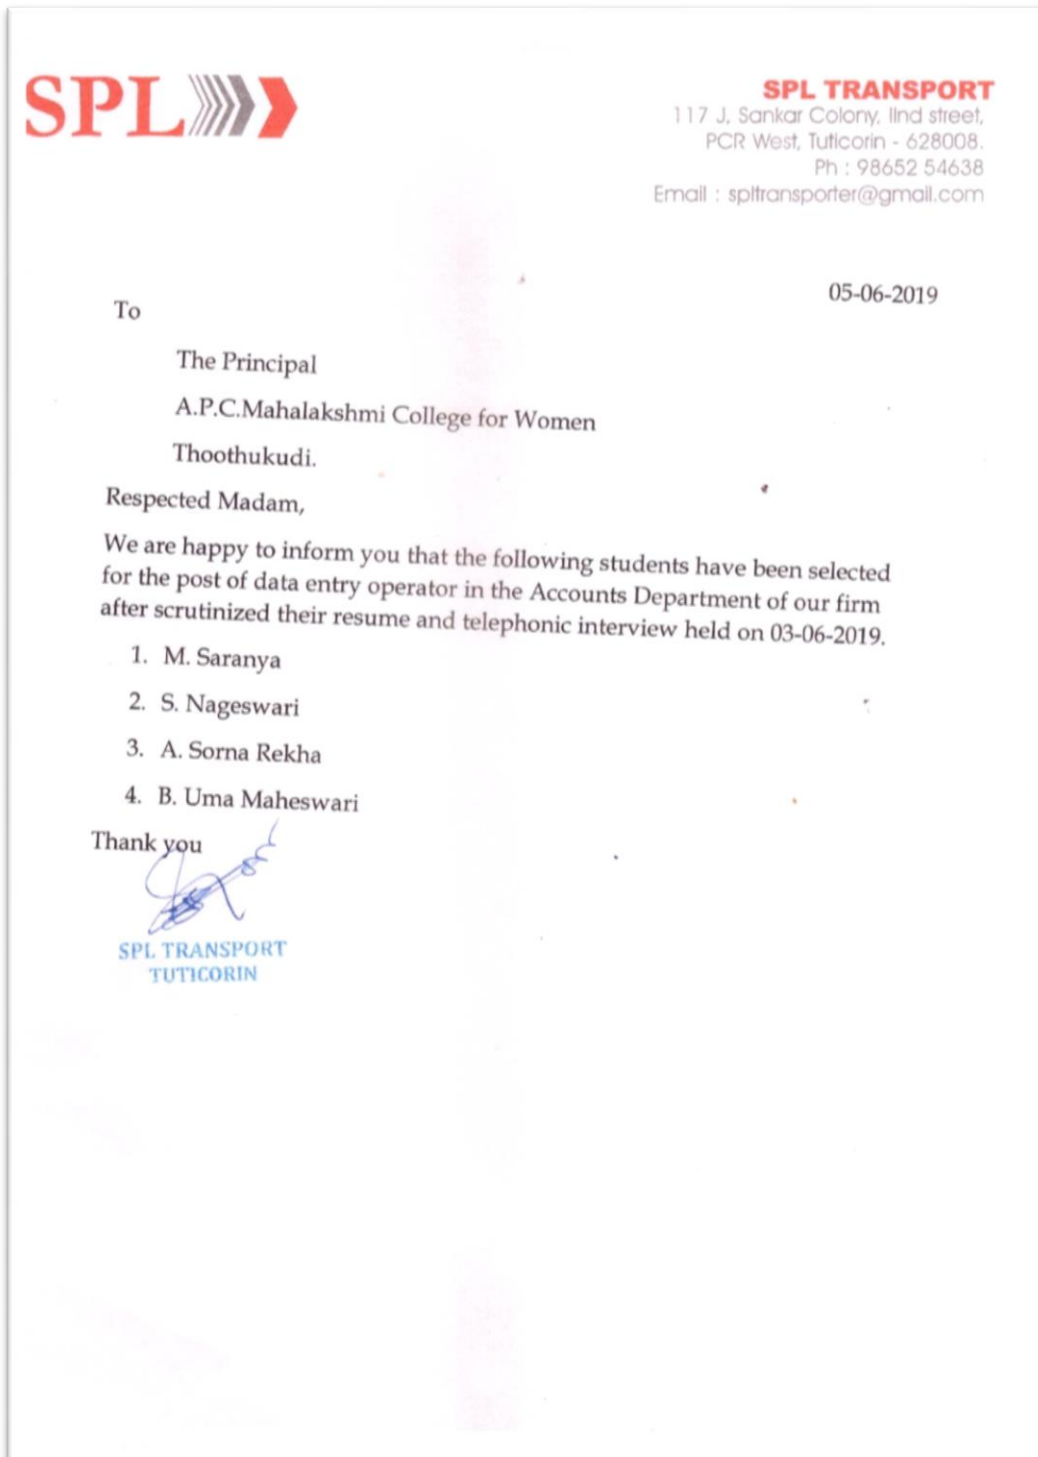 SPL
SPL TRANSPORT
117 J, Sankar Colony, IInd street,
PCR West, Tuticorin - 628008.
Ph : 98652 54638
Email : spltransporter@gmail.com
05-06-2019
To
The Principal
A.P.C.Mahalakshmi College for Women
Thoothukudi.
Respected Madam,
We are happy to inform you that the following students have been selected
for the post of data entry operator in the Accounts Department of our firm
after scrutinized their resume and telephonic interview held on 03-06-2019.
1. M. Saranya
2. S. Nageswari
3. A. Sorna Rekha
4. B. Uma Maheswari
Thank you
SPL TRANSPORT
TUTICORIN